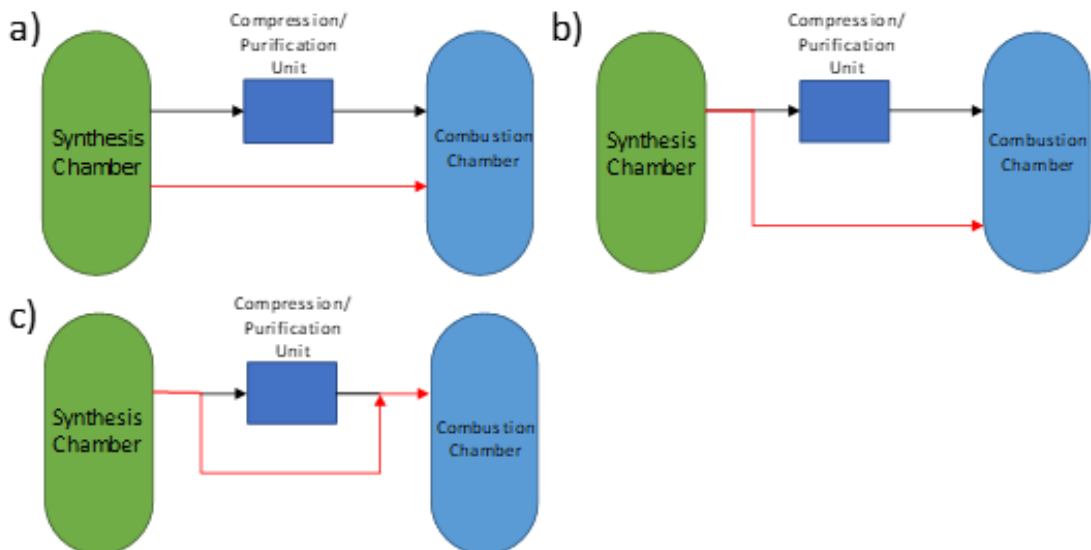 a)
Compression/
Purification
Unit
Synthesis
Chamber
Combustion
Chamber
b)
Compression/
Purification
Unit
Synthesis
Chamber
Combustion
Chamber
c)
Compression/
Purification
Unit
Synthesis
Chamber
Combustion
Chamber